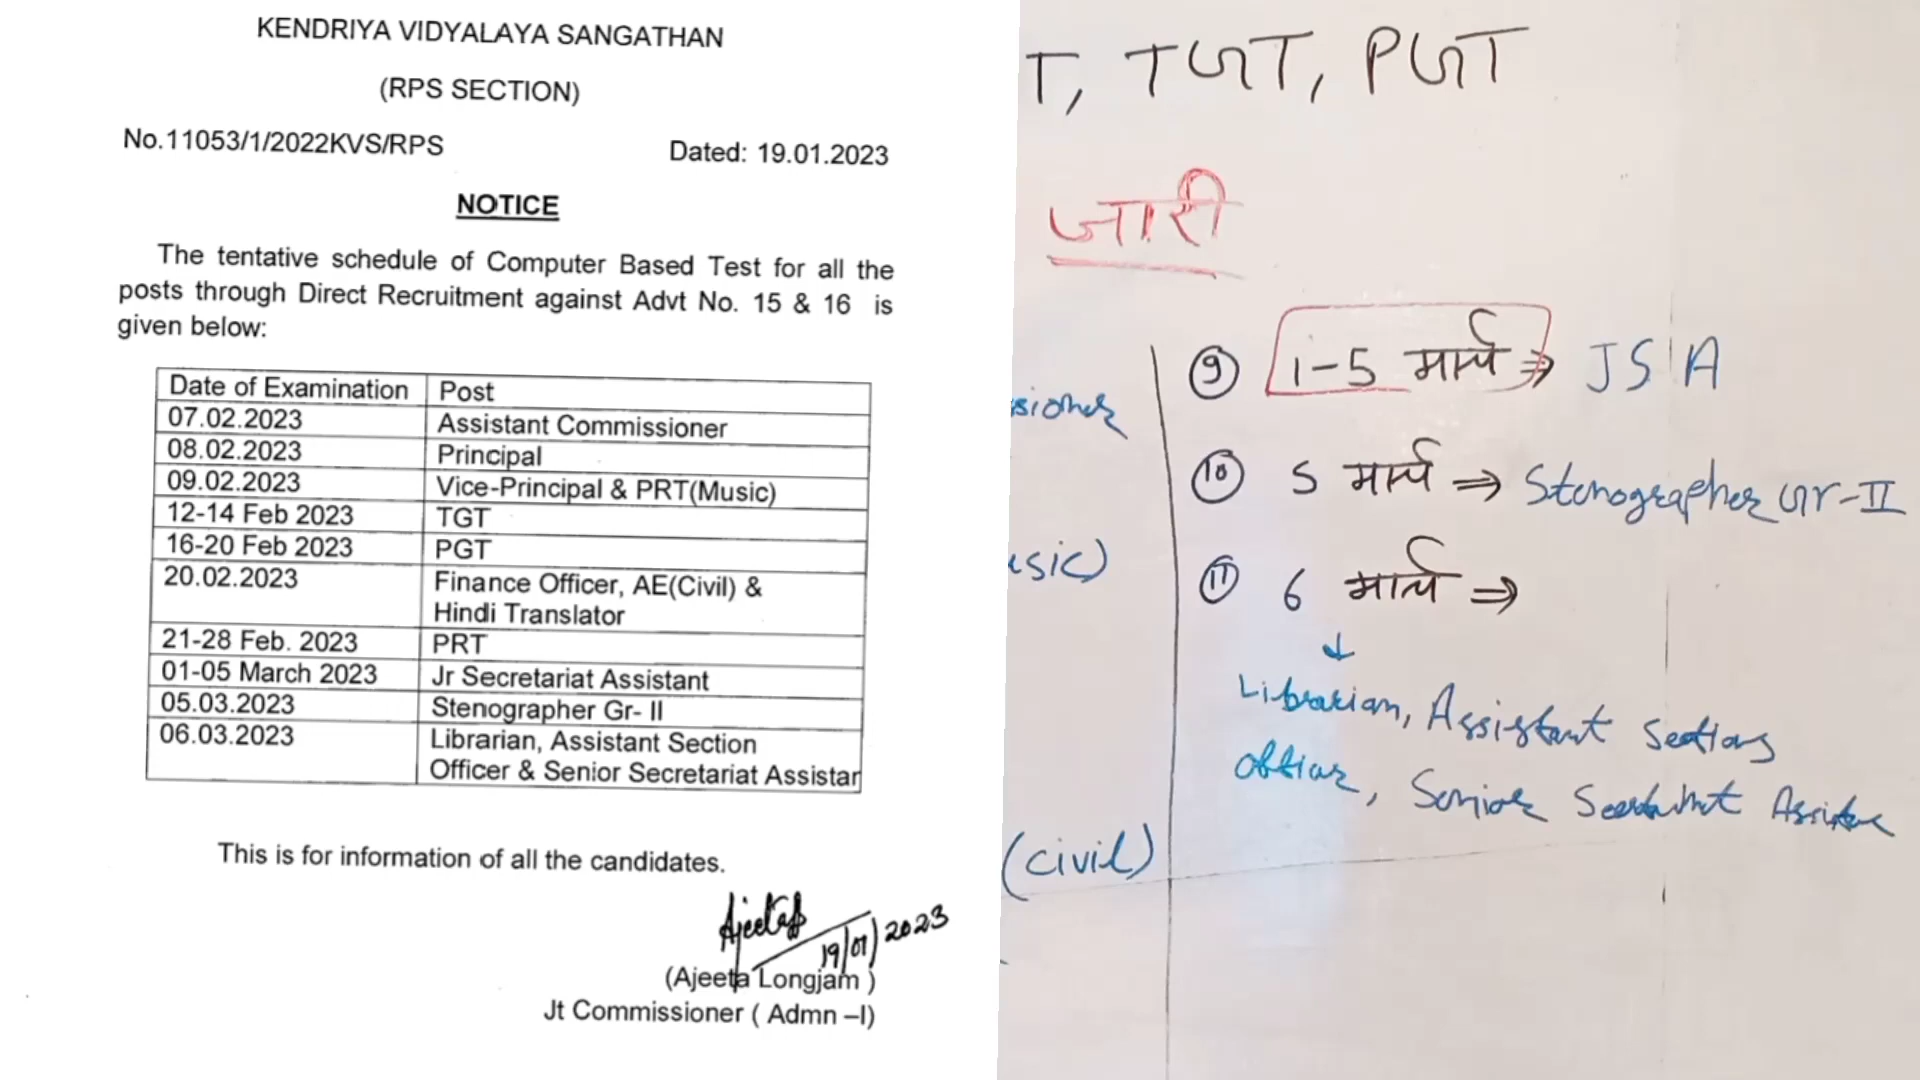 KENDRIYA VIDYALAYA SANGATHAN
(RPS SECTION)
No.11053/1/2022KVS/RPS Dated: 19.01.2023
NOTICE
The tentative schedule of Computer Based Test for all the
posts through Direct Recruitment against Advt No. 15 & 16 is
given below:
Date of Examination Post
07.02.2023 Assistant Commissioner
08.02.2023 Principal
09.02.2023 Vice-Principal & PRT(Music)
12-14 Feb 2023 TGT
16-20 Feb 2023 PGT
20.02.2023 Finance Officer, AE(Civil) &
Hindi Translator
21-28 Feb. 2023 PRT
01-05 March 2023 Jr Secretariat Assistant
05.03.2023 Stenographer Gr- II
06.03.2023 Librarian, Assistant Section
Officer & Senior Secretariat Assistan
This is for information of all the candidates.
19/01/2023
(Ajeeta Longjam )
Jt Commissioner ( Admn –I)
T, TGT, PGT
जारी
ssioner
usic)
(civil)
9 1-5 मार्च ⇒ JSA
10 5 मार्च ⇒ Stenographer Gr-II
11 6 मार्च ⇒
↓
Librarian, Assistant Section
, Senior